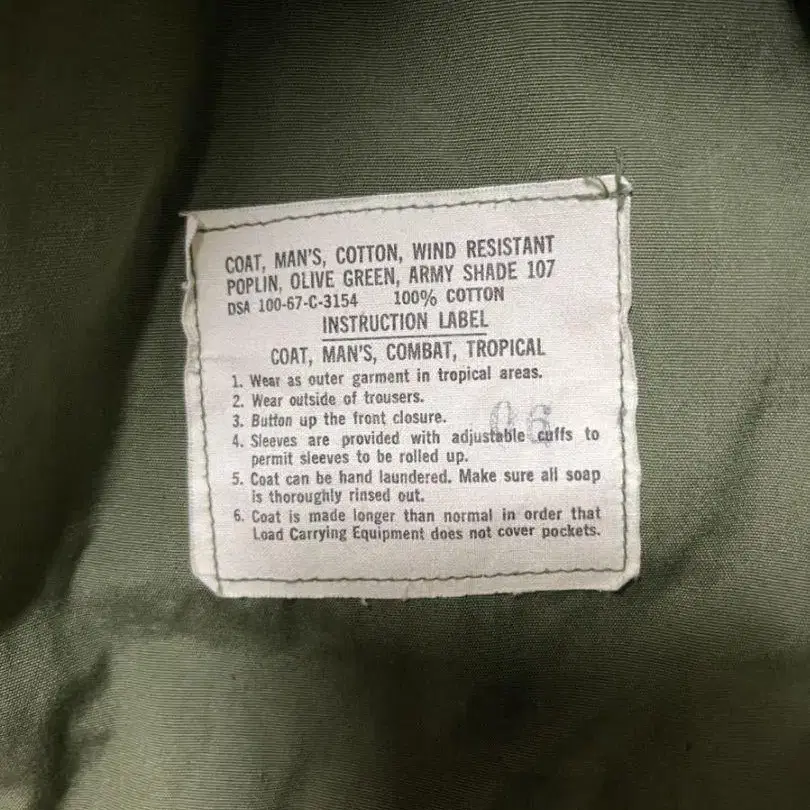 COAT, MAN'S, COTTON, WIND RESISTANT
POPLIN, OLIVE GREEN, ARMY SHADE 107
DSA 100-67-C-3154 100% COTTON
INSTRUCTION LABEL
COAT, MAN'S, COMBAT, TROPICAL
1. Wear as outer garment in tropical areas.
2. Wear outside of trousers.
3. Button up the front closure.
06
4. Sleeves are provided with adjustable cuffs to
permit sleeves to be rolled up.
5. Coat can be hand laundered. Make sure all soap
is thoroughly rinsed out.
6. Coat is made longer than normal in order that
Load Carrying Equipment does not cover pockets.